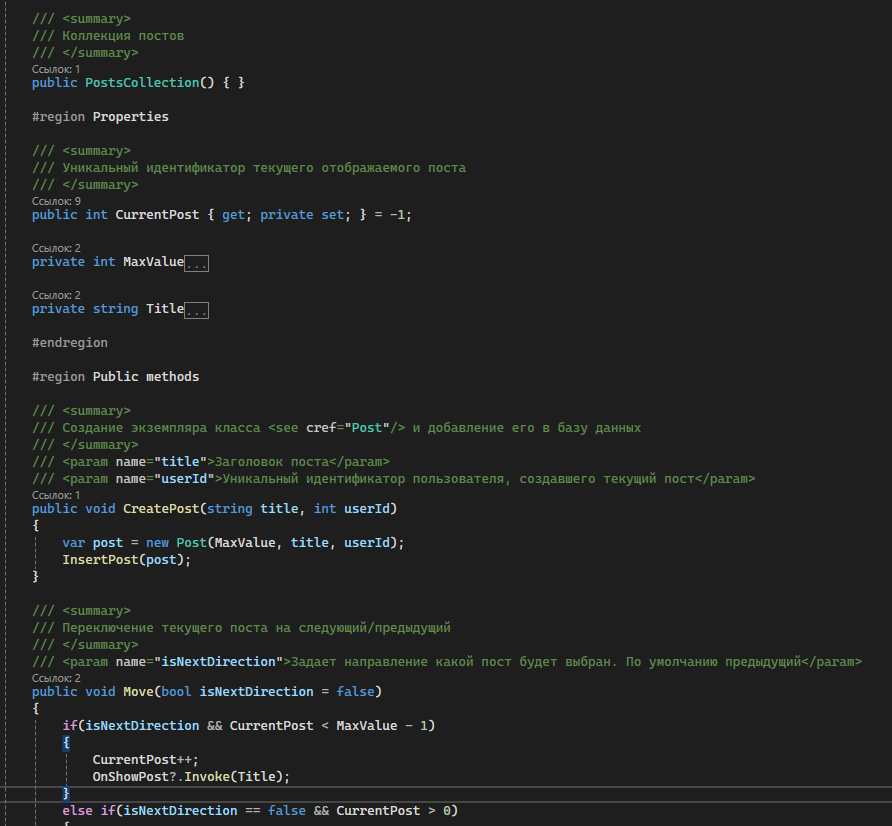 /// <summary>
/// Коллекция постов
/// </summary>
Ссылок: 1
public PostsCollection() { }
#region Properties
/// <summary>
/// Уникальный идентификатор текущего отображаемого поста
/// </summary>
Ссылок: 9
public int CurrentPost { get; private set; } = -1;
Ссылок: 2
private int MaxValue...
Ссылок: 2
private string Title...
#endregion
#region Public methods
/// <summary>
/// Создание экземпляра класса <see cref="Post"/> и добавление его в базу данных
/// </summary>
/// <param name="title">Заголовок поста</param>
/// <param name="userId">Уникальный идентификатор пользователя, создавшего текущий пост</param>
Ссылок: 1
public void CreatePost(string title, int userId)
{
var post = new Post(MaxValue, title, userId);
InsertPost(post);
}
/// <summary>
/// Переключение текущего поста на следующий/предыдущий
/// </summary>
/// <param name="isNextDirection">Задает направление какой пост будет выбран. По умолчанию предыдущий</param>
Ссылок: 2
public void Move(bool isNextDirection = false)
{
if(isNextDirection && CurrentPost < MaxValue - 1)
{
CurrentPost++;
OnShowPost?.Invoke(Title);
}
else if(isNextDirection == false && CurrentPost > 0)
{